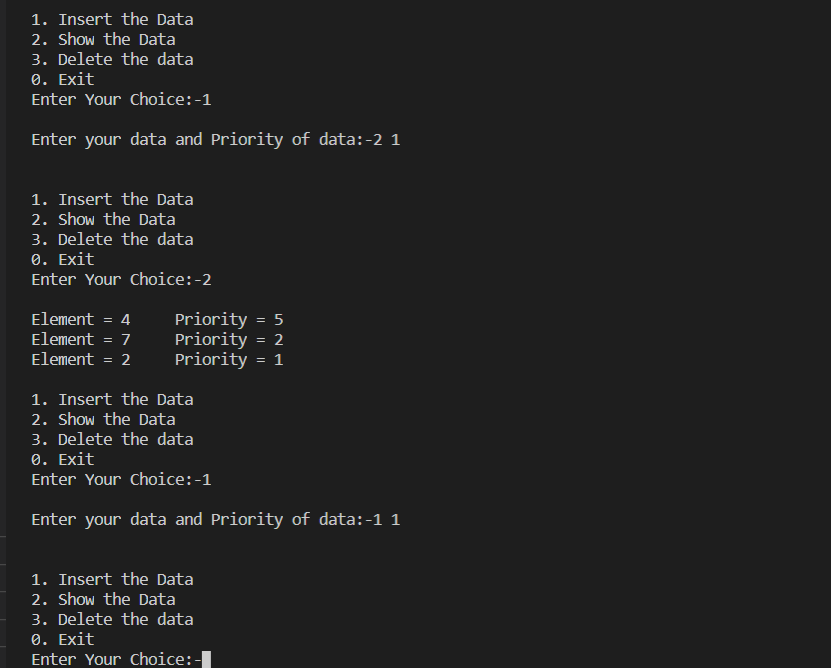 1. Insert the Data
2. Show the Data
3. Delete the data
0. Exit
Enter Your Choice:-1
Enter your data and Priority of data:-2 1
1. Insert the Data
2. Show the Data
3. Delete the data
0. Exit
Enter Your Choice:-2
Element = 4     Priority = 5
Element = 7     Priority = 2
Element = 2     Priority = 1
1. Insert the Data
2. Show the Data
3. Delete the data
0. Exit
Enter Your Choice:-1
Enter your data and Priority of data:-1 1
1. Insert the Data
2. Show the Data
3. Delete the data
0. Exit
Enter Your Choice:-